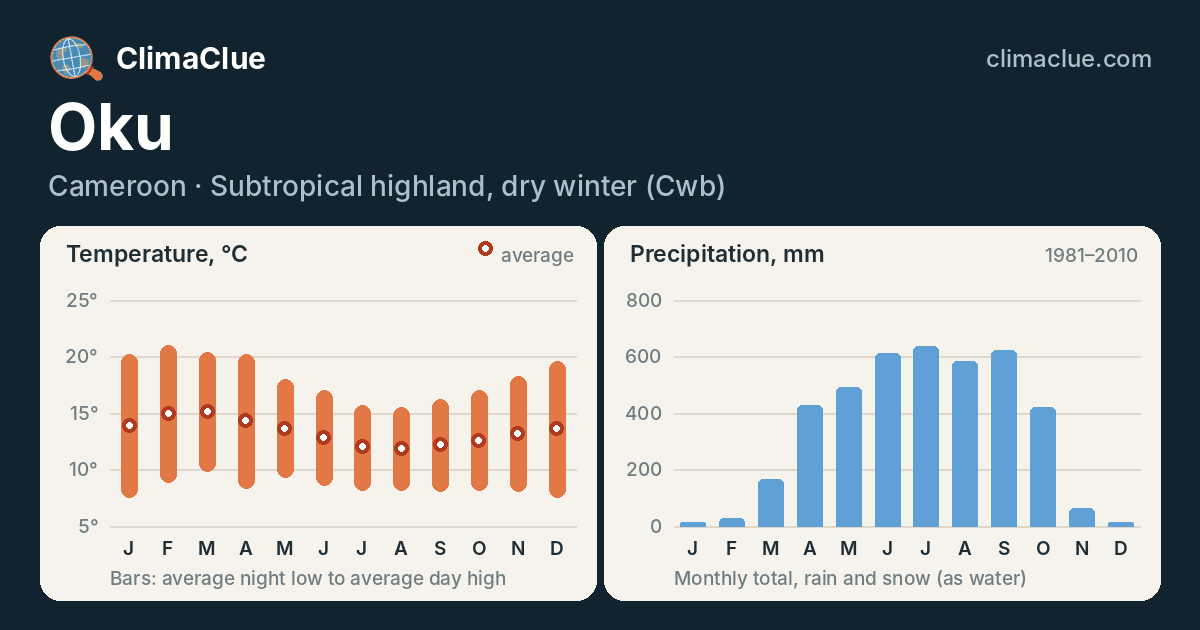 ClimaClue
climaclue.com
Oku
Cameroon · Subtropical highland, dry winter (Cwb)
Temperature, °C
average
25°
20°
15°
10°
5°
J F M A M J J A S O N D
Bars: average night low to average day high
Precipitation, mm
1981–2010
800
600
400
200
0
J F M A M J J A S O N D
Monthly total, rain and snow (as water)